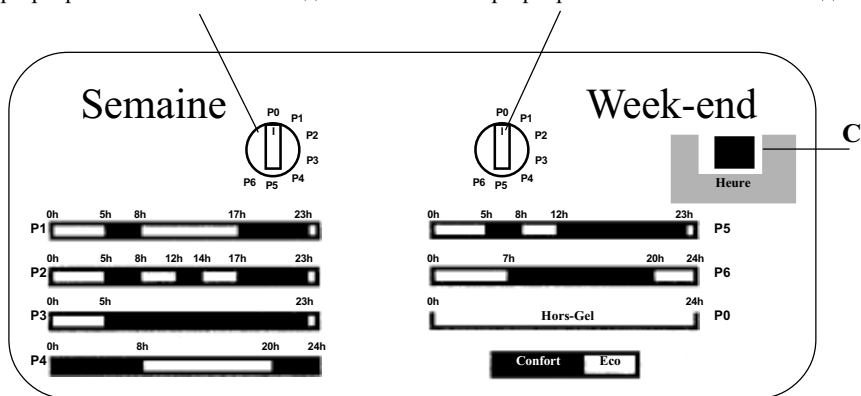 Semaine
Week-end
P0
P1
P2
P3
P4
P5
P6
P0
P1
P2
P3
P4
P5
P6
C
Heure
0h 5h 8h 17h 23h
P1
0h 5h 8h 12h 14h 17h 23h
P2
0h 5h 23h
P3
0h 8h 20h 24h
P4
0h 5h 8h 12h 23h
P5
0h 7h 20h 24h
P6
0h 24h
Hors-Gel
P0
Confort Eco